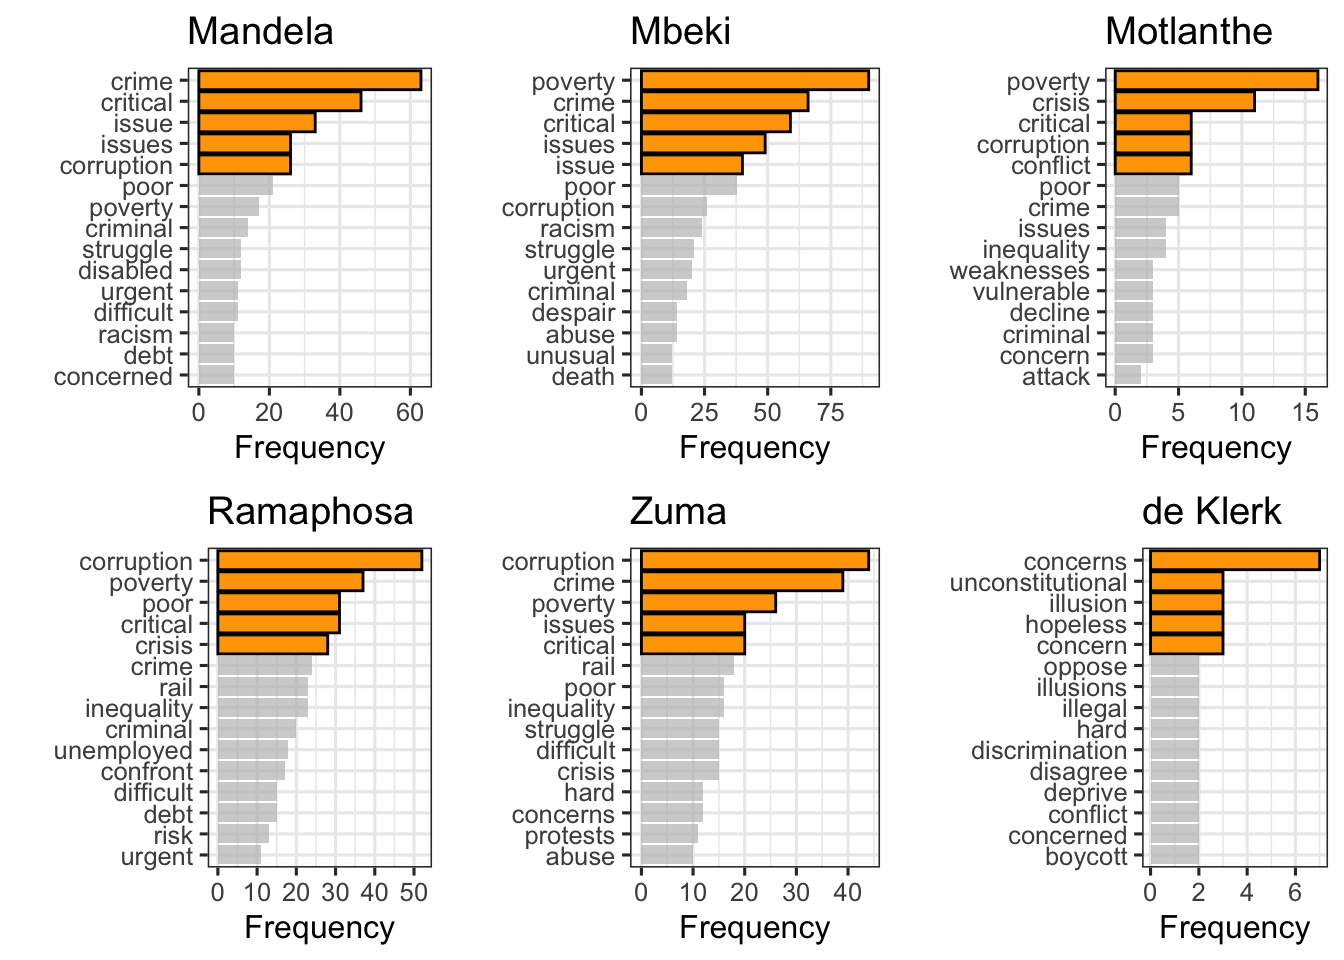 Mandela
crime
critical
issue
issues
corruption
poor
poverty
criminal
struggle
disabled
urgent
difficult
racism
debt
concerned
0 20 40 60
Frequency
Mbeki
poverty
crime
critical
issues
issue
poor
corruption
racism
struggle
urgent
criminal
despair
abuse
unusual
death
0 25 50 75
Frequency
Motlanthe
poverty
crisis
critical
corruption
conflict
poor
crime
issues
inequality
weaknesses
vulnerable
decline
criminal
concern
attack
0 5 10 15
Frequency
Ramaphosa
corruption
poverty
poor
critical
crisis
crime
rail
inequality
criminal
unemployed
confront
difficult
debt
risk
urgent
0 10 20 30 40 50
Frequency
Zuma
corruption
crime
poverty
issues
critical
rail
poor
inequality
struggle
difficult
crisis
hard
concerns
protests
abuse
0 10 20 30 40
Frequency
de Klerk
concerns
unconstitutional
illusion
hopeless
concern
oppose
illusions
illegal
hard
discrimination
disagree
deprive
conflict
concerned
boycott
0 2 4 6
Frequency